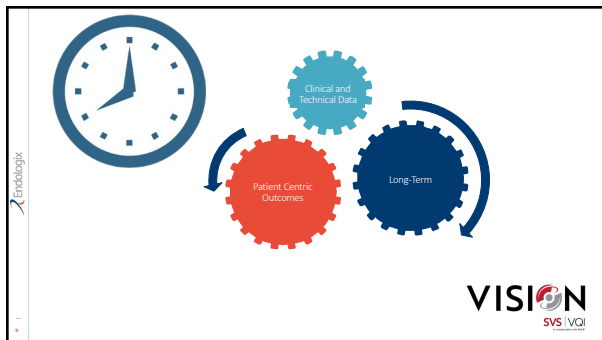 Clinical and
Technical Data
Patient Centric
Outcomes
Long-Term
Endologix
VISION
SVS | VQI